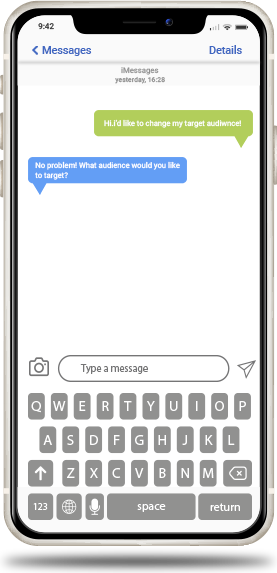 9:42
Messages
Details
iMessages
yesterday, 16:28
Hi.i'd like to change my target audiwnce!
No problem! What audience would you like
to target?
Type a message
Q W E R T Y U I O P
A S D F G H J K L
Z X C V B N M
123 space return